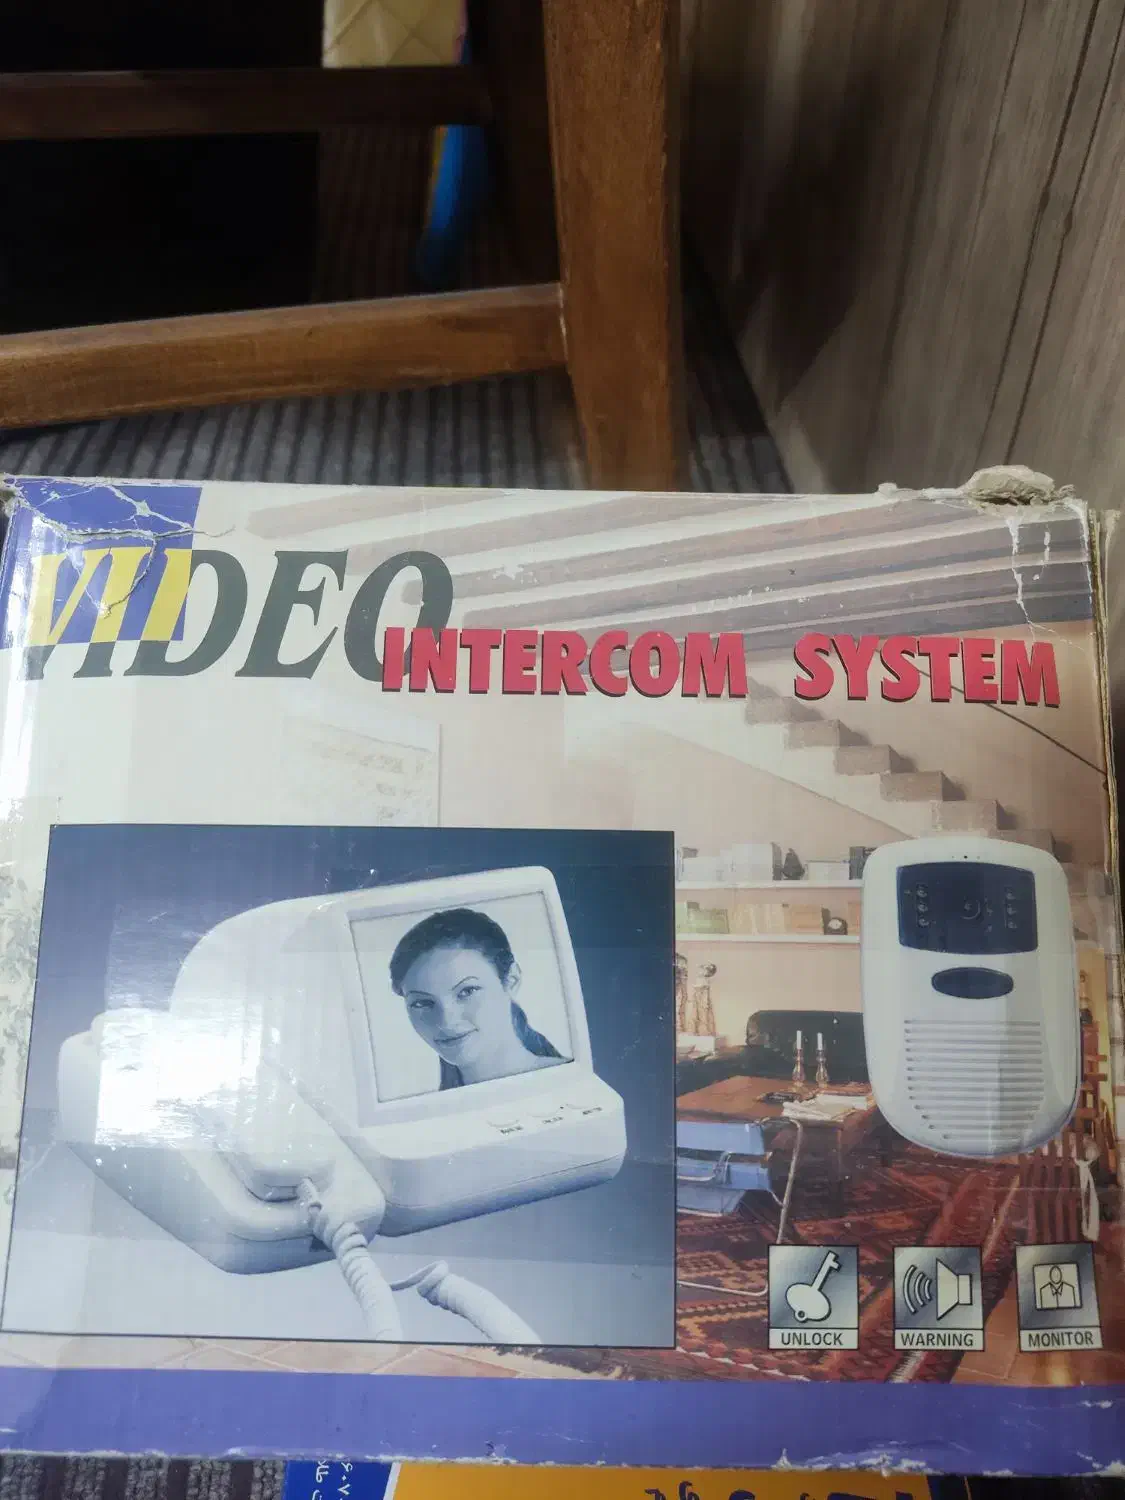 VIDEO
INTERCOM SYSTEM
UNLOCK
WARNING
MONITOR